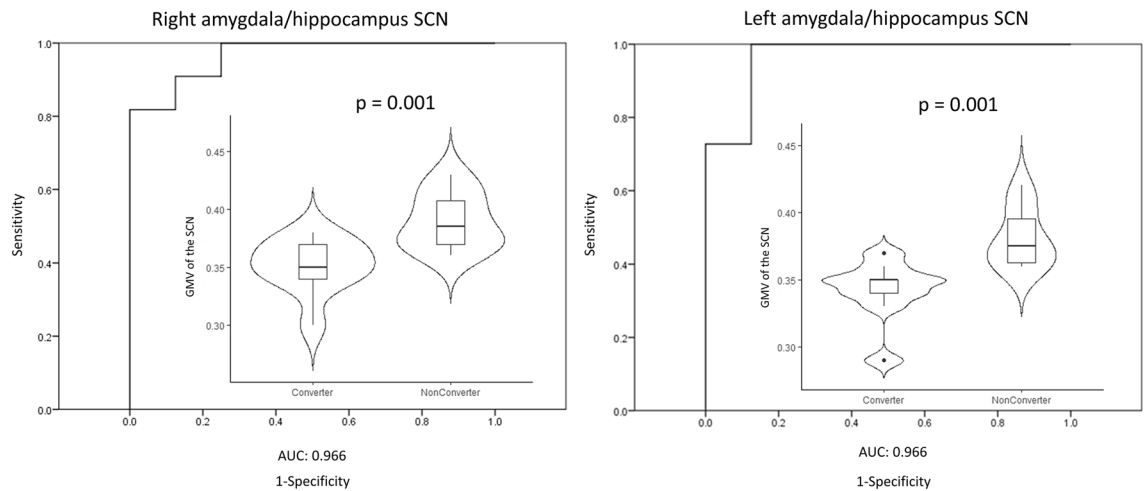 Right amygdala/hippocampus SCN
1.0
0.8
0.6
0.4
0.2
0.0
Sensitivity
p = 0.001
0.45
0.40
0.35
0.30
GMV of the SCN
Converter NonConverter
0.0 0.2 0.4 0.6 0.8 1.0
AUC: 0.966
1-Specificity
Left amygdala/hippocampus SCN
1.0
0.8
0.6
0.4
0.2
0.0
Sensitivity
p = 0.001
0.45
0.40
0.35
0.30
GMV of the SCN
Converter NonConverter
0.0 0.2 0.4 0.6 0.8 1.0
AUC: 0.966
1-Specificity